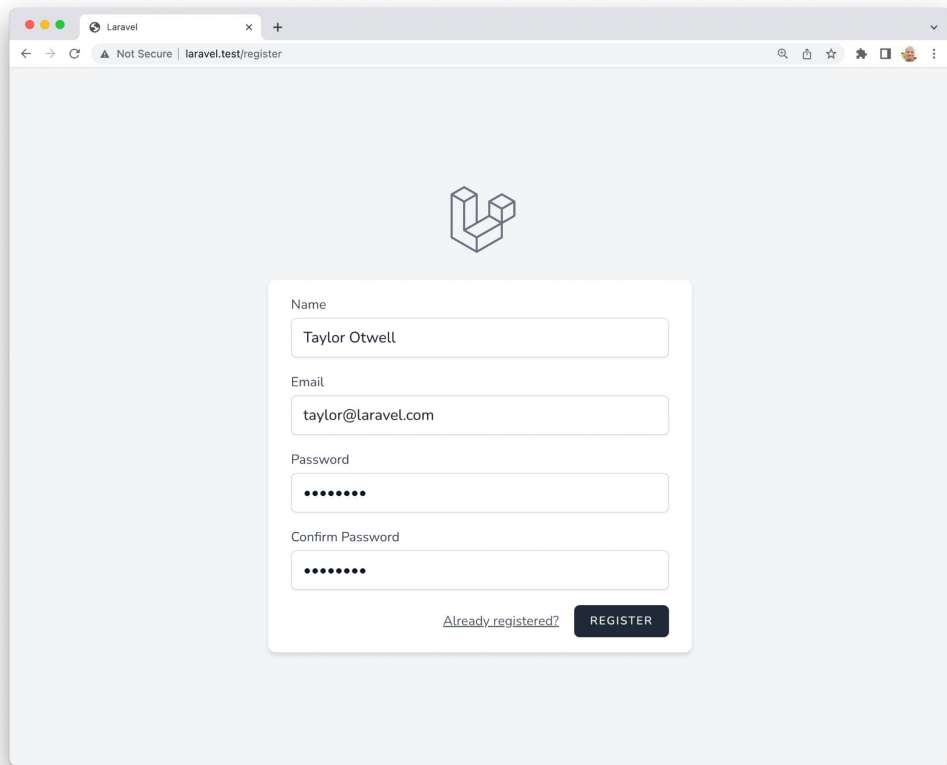 Laravel
Not Secure | laravel.test/register
Name
Taylor Otwell
Email
taylor@laravel.com
Password
••••••••
Confirm Password
••••••••
Already registered? REGISTER